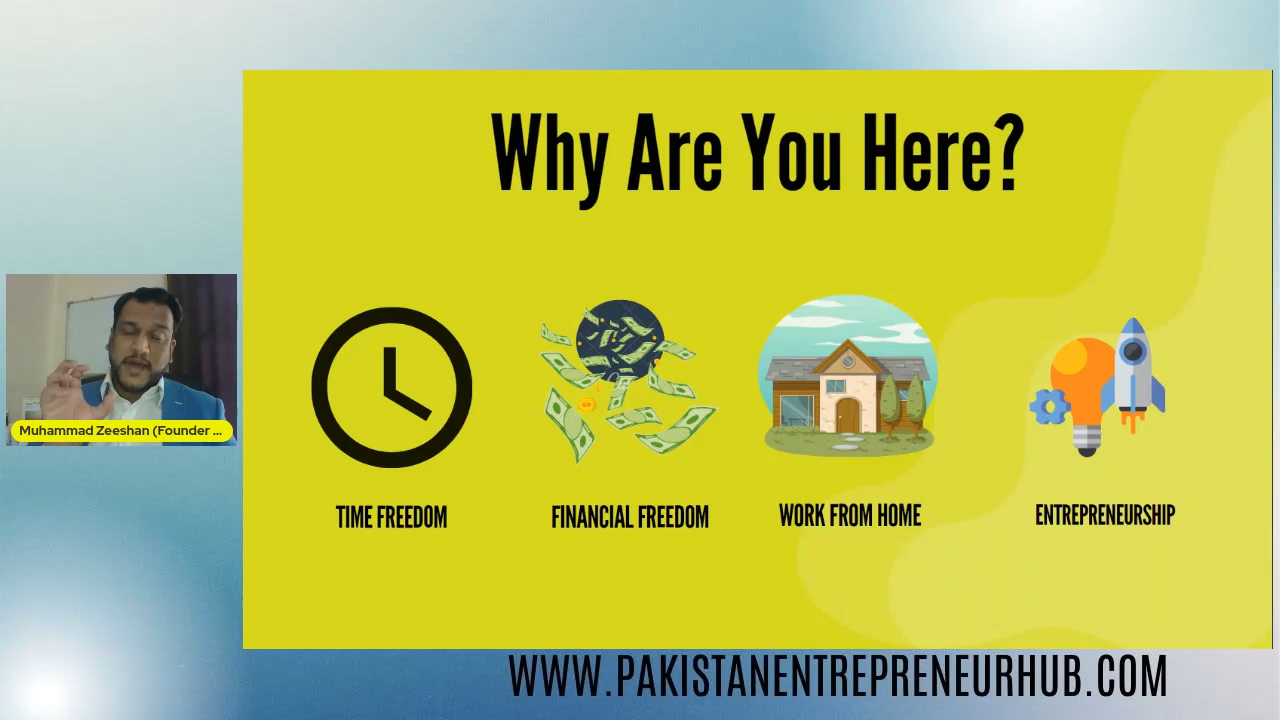 Why Are You Here?
Muhammad Zeeshan (Founder ...
TIME FREEDOM
FINANCIAL FREEDOM
WORK FROM HOME
ENTREPRENEURSHIP
WWW.PAKISTANENTREPRENEURHUB.COM